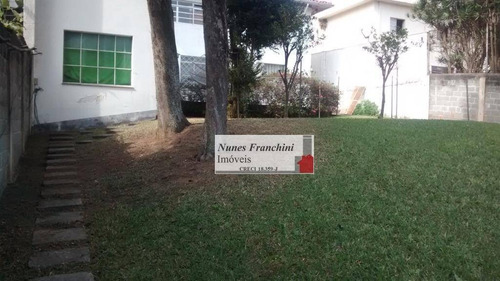 Nunes Franchini
Imóveis
CRECI 18.359-J